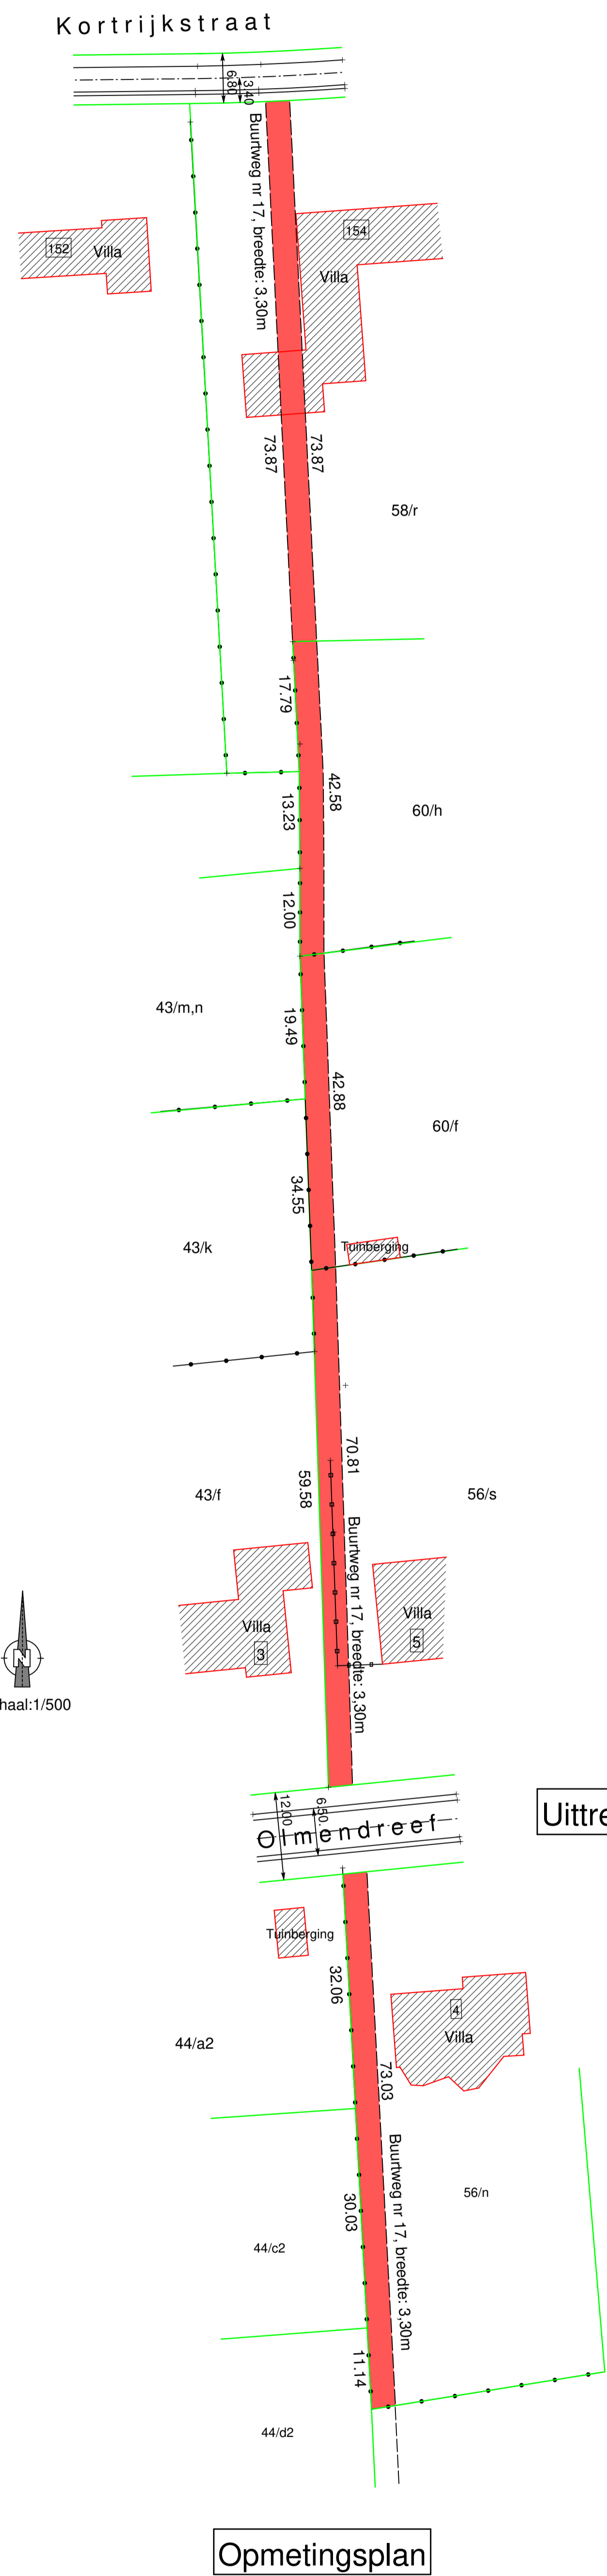 Kortrijkstraat
6.80
3.40
Buurtweg nr 17, breedte: 3,30m
152
Villa
154
Villa
73.87
73.87
58/r
17.79
42.58
13.23
60/h
12.00
43/m,n
19.49
42.88
60/f
34.55
43/k
Tuinberging
70.81
59.58
43/f
56/s
Buurtweg nr 17, breedte: 3,30m
Villa
3
Villa
5
N
haal:1/500
12.00
6.50
Olmendreef
Uittre
Tuinberging
32.06
4
Villa
44/a2
73.03
Buurtweg nr 17, breedte: 3,30m
56/n
30.03
44/c2
11.14
44/d2
Opmetingsplan